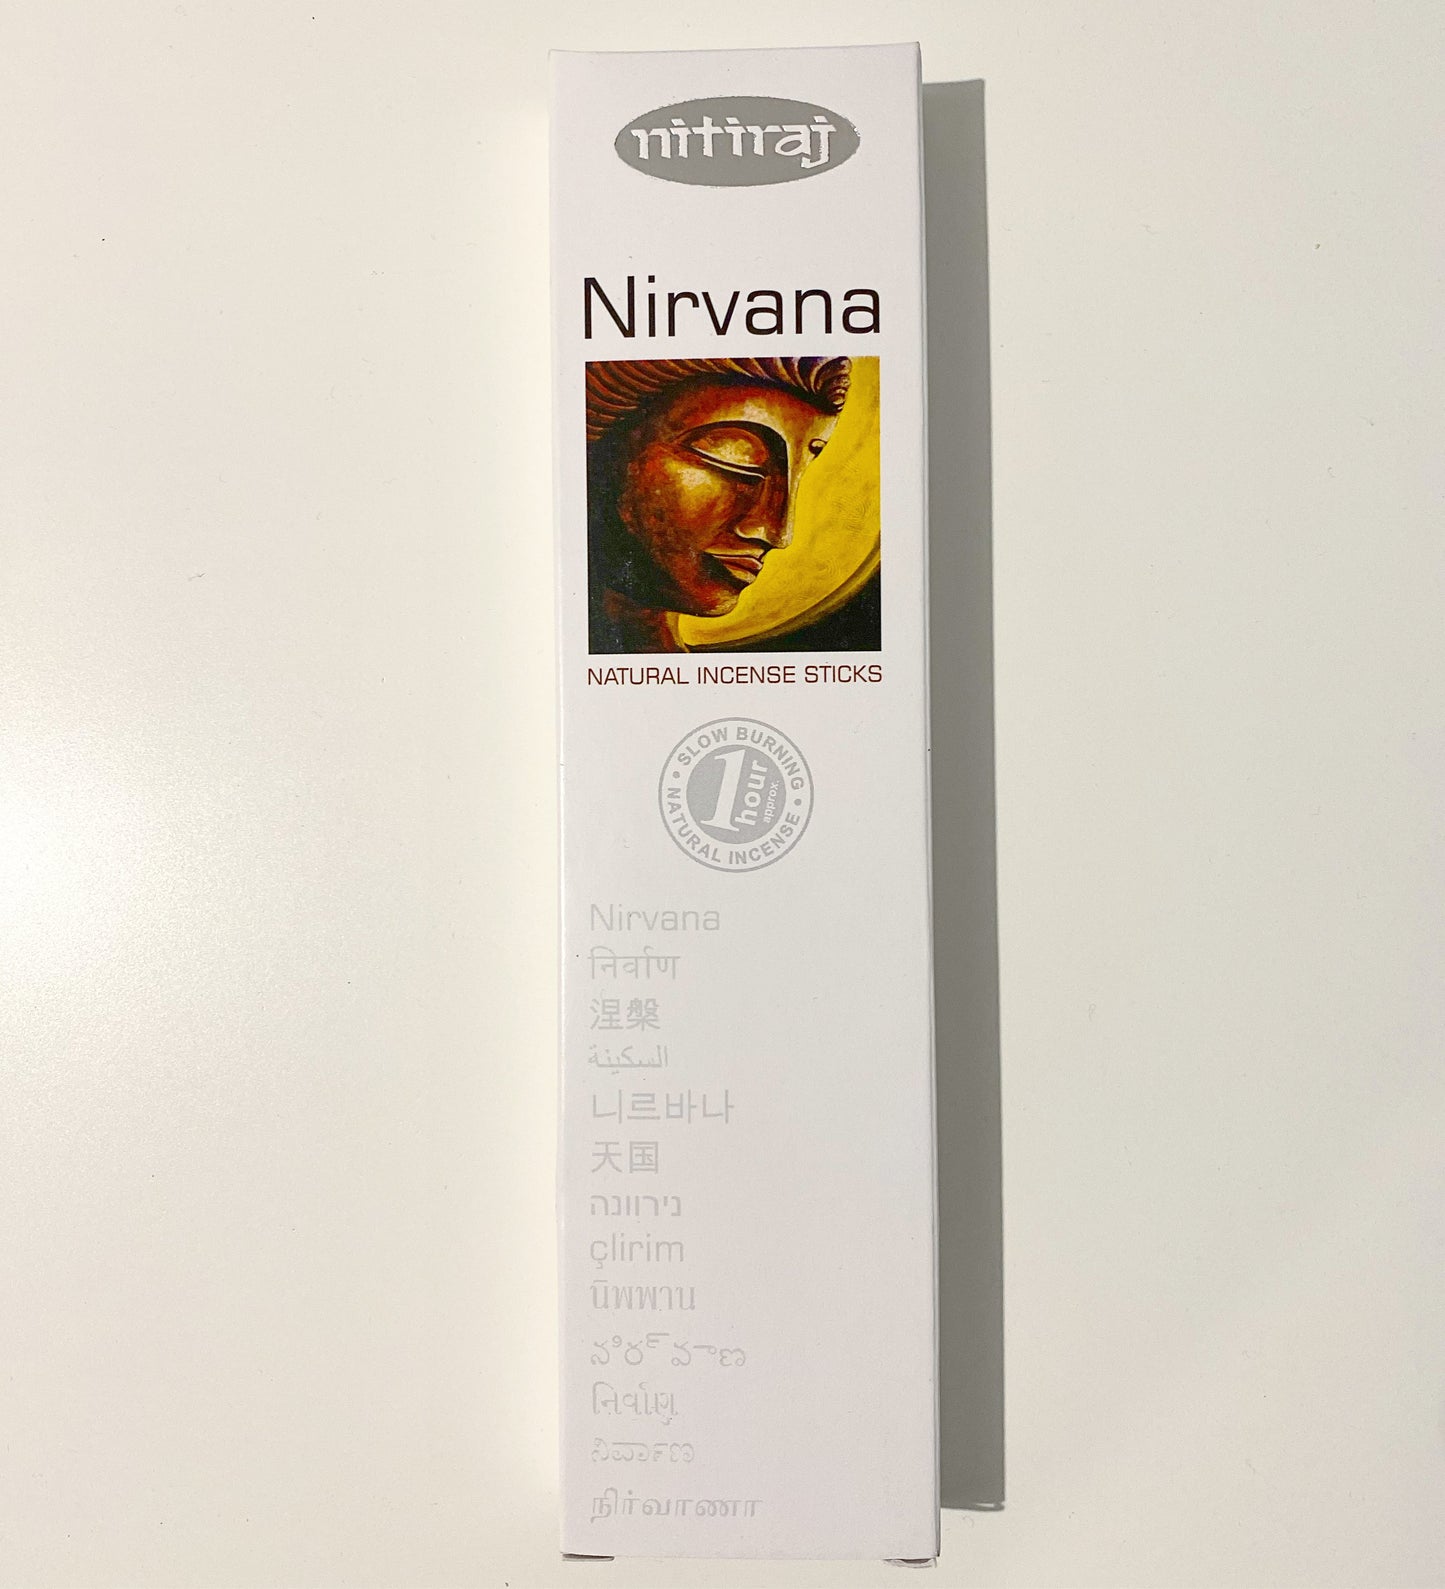 nitiraj
Nirvana
NATURAL INCENSE STICKS
SLOW BURNING
1 hour approx.
NATURAL INCENSE
Nirvana
निर्वाण
涅槃
السكينة
니르바나
天国
נירוונה
çlirim
นิพพาน
નિર્વાણ
ನಿರ್ವಾಣ
நிர்வாணா